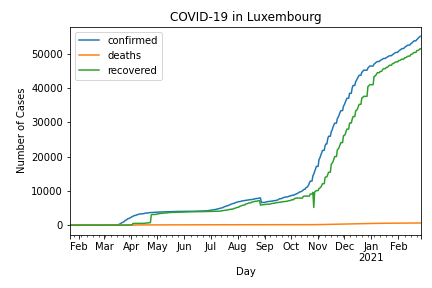 COVID-19 in Luxembourg
confirmed
deaths
recovered
Number of Cases
50000
40000
30000
20000
10000
0
Feb Mar Apr May Jun Jul Aug Sep Oct Nov Dec Jan Feb
2021
Day